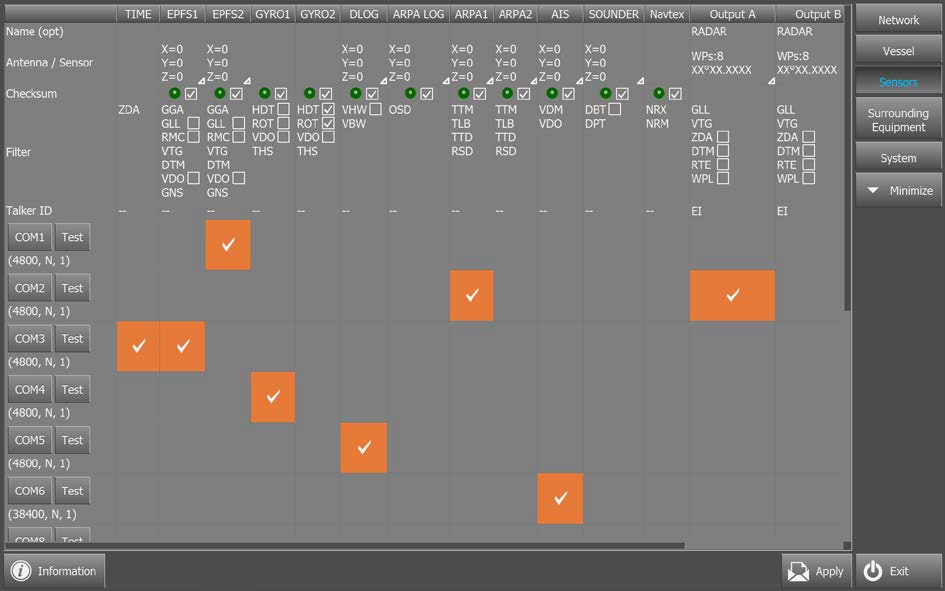 TIME EPFS1 EPFS2 GYRO1 GYRO2 DLOG ARPA LOG ARPA1 ARPA2 AIS SOUNDER Navtex Output A Output B
Name (opt) RADAR RADAR
Antenna / Sensor
X=0 X=0 X=0 X=0 X=0 X=0 X=0 X=0 WPs:8 WPs:8
Y=0 Y=0 Y=0 Y=0 Y=0 Y=0 Y=0 Y=0 XXºXX.XXXX XXºXX.XXXX
Z=0 Z=0 Z=0 Z=0 Z=0 Z=0 Z=0 Z=0
Checksum
Filter
ZDA GGA GGA HDT HDT VHW OSD TTM TTM VDM DBT NRX GLL GLL
GLL GLL ROT ROT VBW TLB TLB VDO DPT NRM VTG VTG
RMC RMC VDO VDO TTD TTD ZDA ZDA
VTG VTG THS THS RSD RSD DTM DTM
DTM DTM RTE RTE
VDO VDO WPL WPL
GNS GNS
Talker ID -- -- -- -- -- -- -- -- -- -- -- -- EI EI
COM1 Test
(4800, N, 1)
COM2 Test
(4800, N, 1)
COM3 Test
(4800, N, 1)
COM4 Test
(4800, N, 1)
COM5 Test
(4800, N, 1)
COM6 Test
(38400, N, 1)
COM8 Test
Network
Vessel
Sensors
Surrounding
Equipment
System
Minimize
Information
Apply
Exit